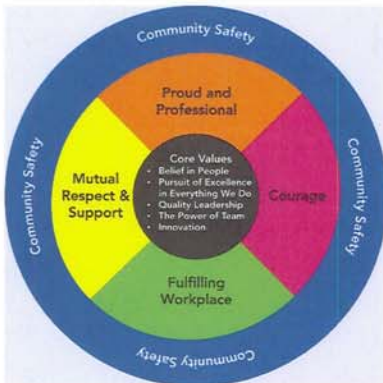 Community Safety
Proud and
Professional
Community Safety
Mutual
Respect &
Support
Core Values
• Belief in People
• Pursuit of Excellence
in Everything We Do
• Quality Leadership
• The Power of Team
• Innovation
Courage
Community Safety
Fulfilling
Workplace
Community Safety